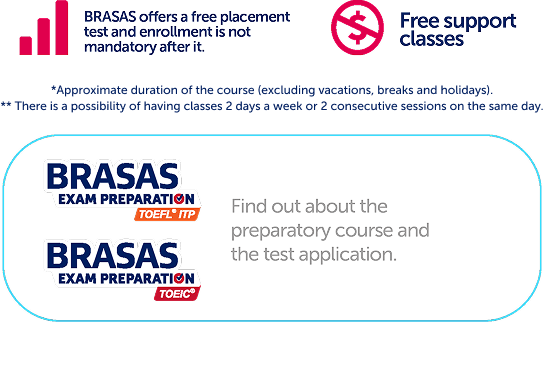 BRASAS offers a free placement
test and enrollment is not
mandatory after it.
Free support
classes
*Approximate duration of the course (excluding vacations, breaks and holidays).
** There is a possibility of having classes 2 days a week or 2 consecutive sessions on the same day.
BRASAS
EXAM PREPARATION
TOEFL® ITP
Find out about the
preparatory course and
the test application.
BRASAS
EXAM PREPARATION
TOEIC®